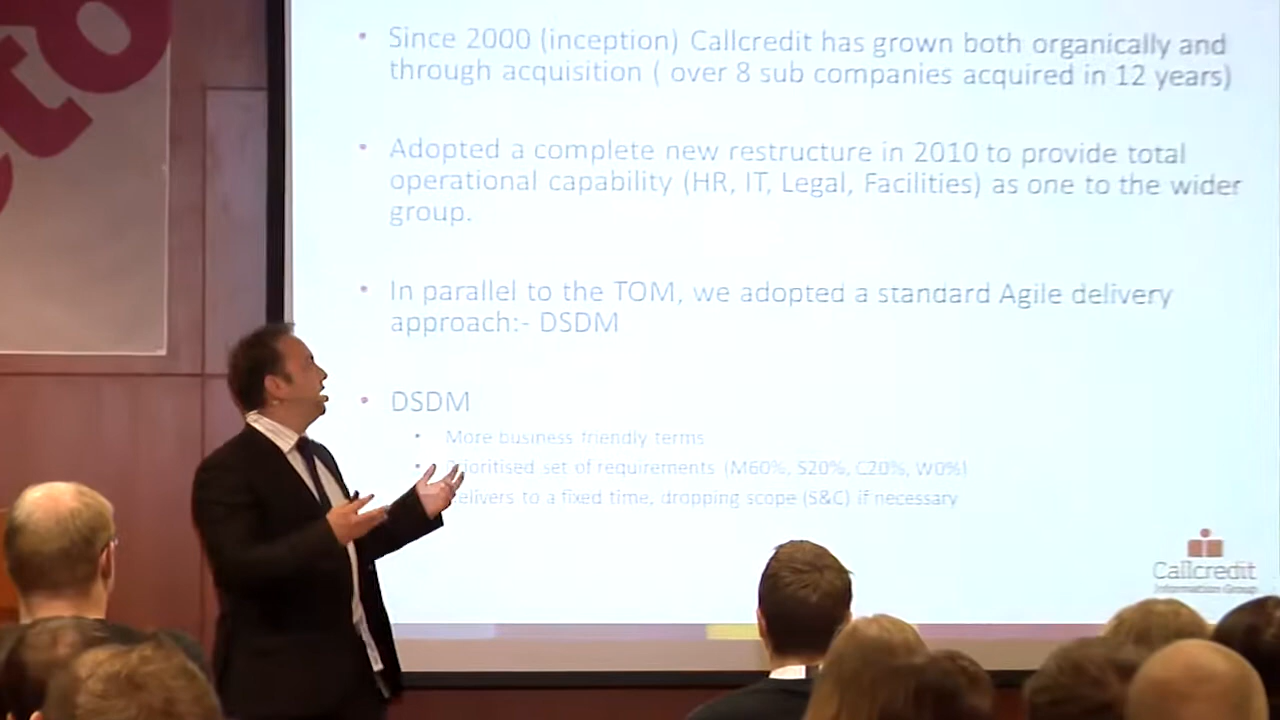 • Since 2000 (inception) Callcredit has grown both organically and
through acquisition ( over 8 sub companies acquired in 12 years)
• Adopted a complete new restructure in 2010 to provide total
operational capability (HR, IT, Legal, Facilities) as one to the wider
group.
• In parallel to the TOM, we adopted a standard Agile delivery
approach:- DSDM
• DSDM
• More business friendly terms
• Prioritised set of requirements (M60%, S20%, C20%, W0%)
• Delivers to a fixed time, dropping scope (S&C) if necessary
Callcredit
Information Group